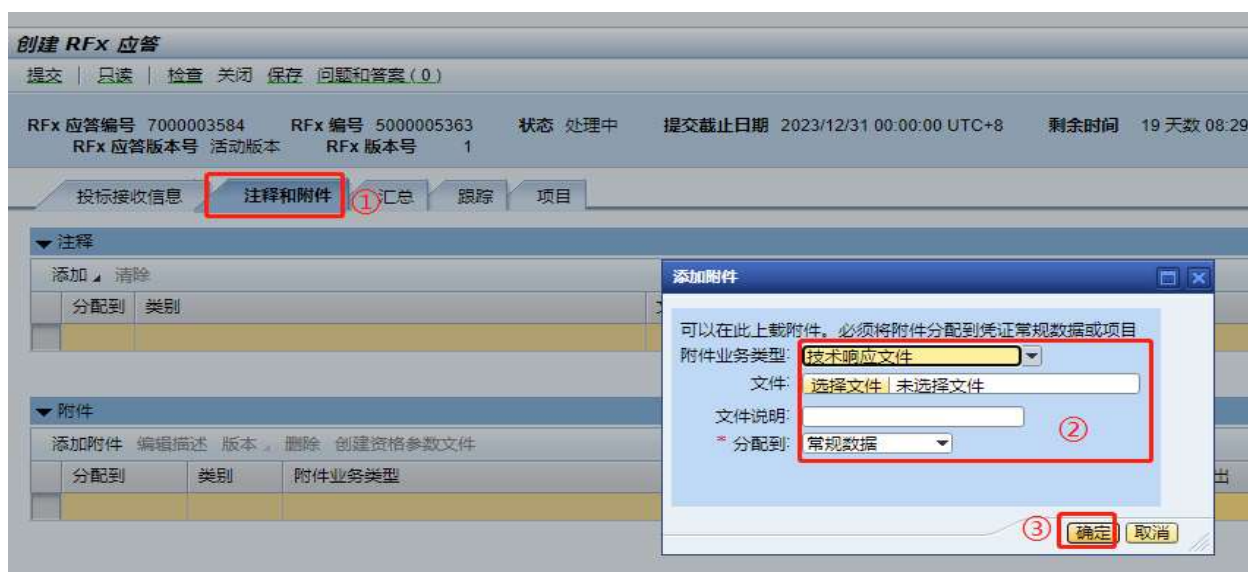 创建 RFx 应答
提交 | 只读 | 检查 关闭 保存 问题和答案 ( 0 )
RFx 应答编号 7000003584 RFx 编号 5000005363 状态 处理中 提交截止日期 2023/12/31 00:00:00 UTC+8 剩余时间 19 天数 08:29
RFx 应答版本号 活动版本 RFx 版本号 1
投标接收信息 注释和附件 ① 汇总 跟踪 项目
注释
添加 清除
分配到 类别
添加附件
可以在此上载附件。必须将附件分配到凭证常规数据或项目
附件业务类型: 技术响应文件
文件: 选择文件 未选择文件
文件说明:
* 分配到: 常规数据 ②
③ 确定 取消
附件
添加附件 编辑描述 版本 删除 创建资格参数文件
分配到 类别 附件业务类型 出